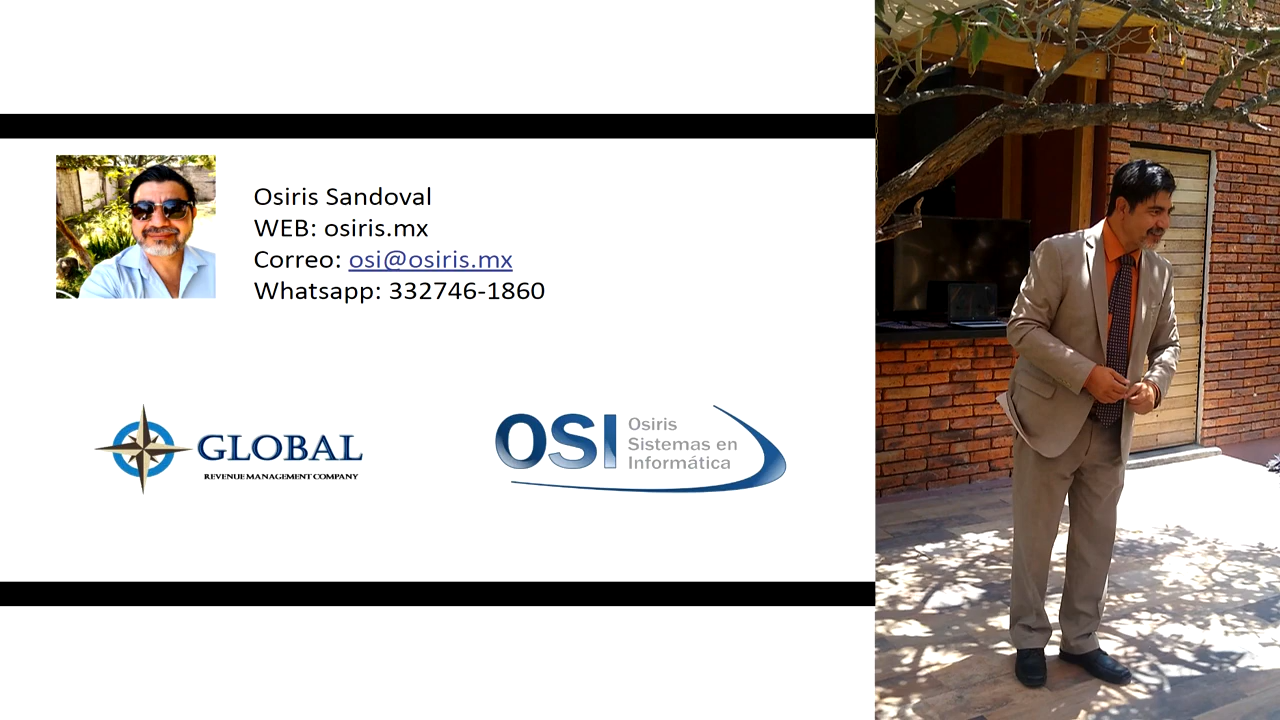 Osiris Sandoval
WEB: osiris.mx
Correo: osi@osiris.mx
Whatsapp: 332746-1860
GLOBAL
REVENUE MANAGEMENT COMPANY
OSI
Osiris
Sistemas en
Informática